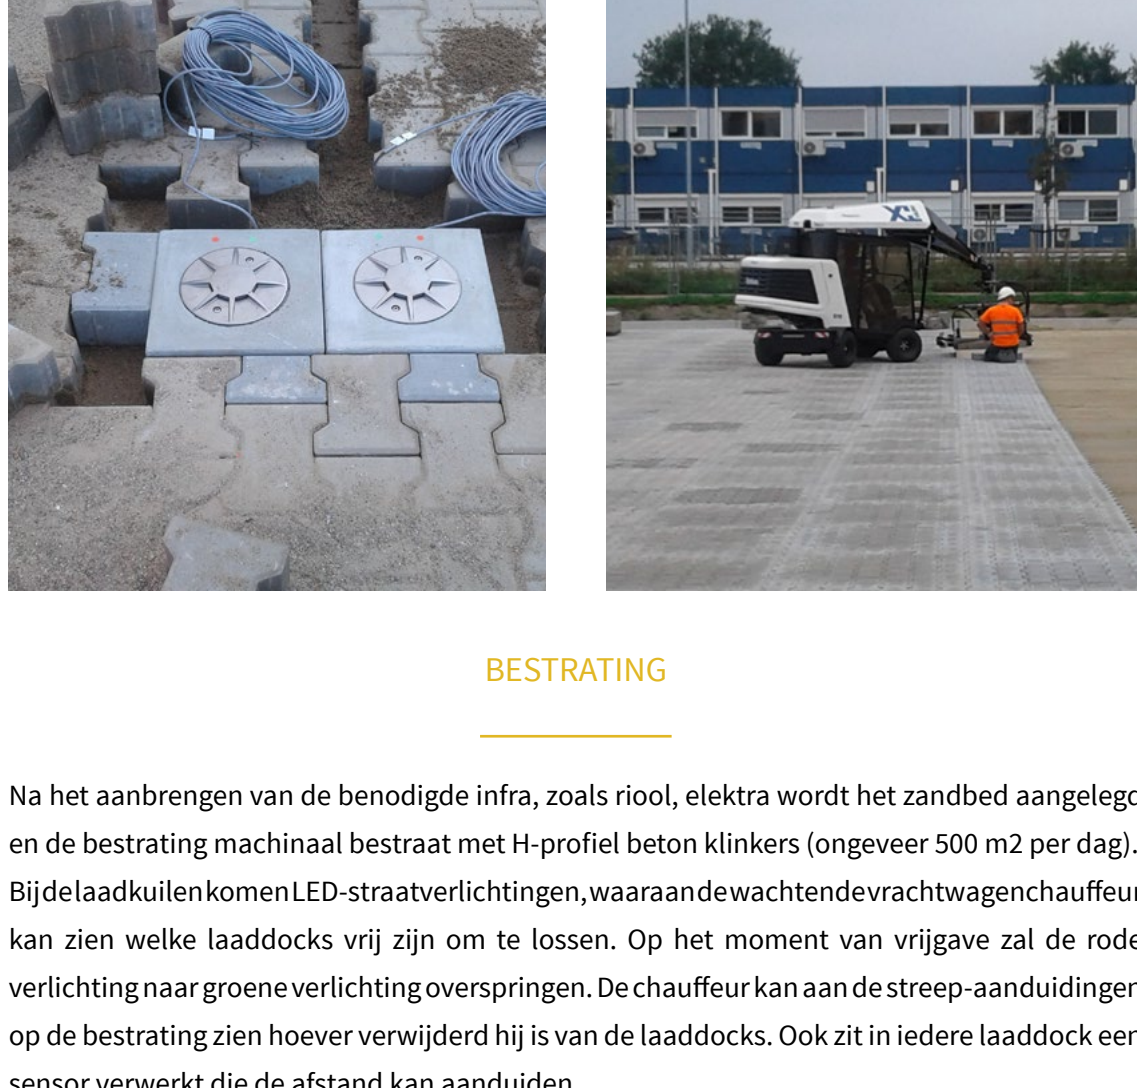 XJ
BESTRATING
Na het aanbrengen van de benodigde infra, zoals riool, elektra wordt het zandbed aangelegd
en de bestrating machinaal bestraat met H-profiel beton klinkers (ongeveer 500 m2 per dag).
Bij de laadkuilen komen LED-straatverlichtingen, waaraan de wachtende vrachtwagenchauffeur
kan zien welke laaddocks vrij zijn om te lossen. Op het moment van vrijgave zal de rode
verlichting naar groene verlichting overspringen. De chauffeur kan aan de streep-aanduidingen
op de bestrating zien hoever verwijderd hij is van de laaddocks. Ook zit in iedere laaddock een
sensor verwerkt die de afstand kan aanduiden.